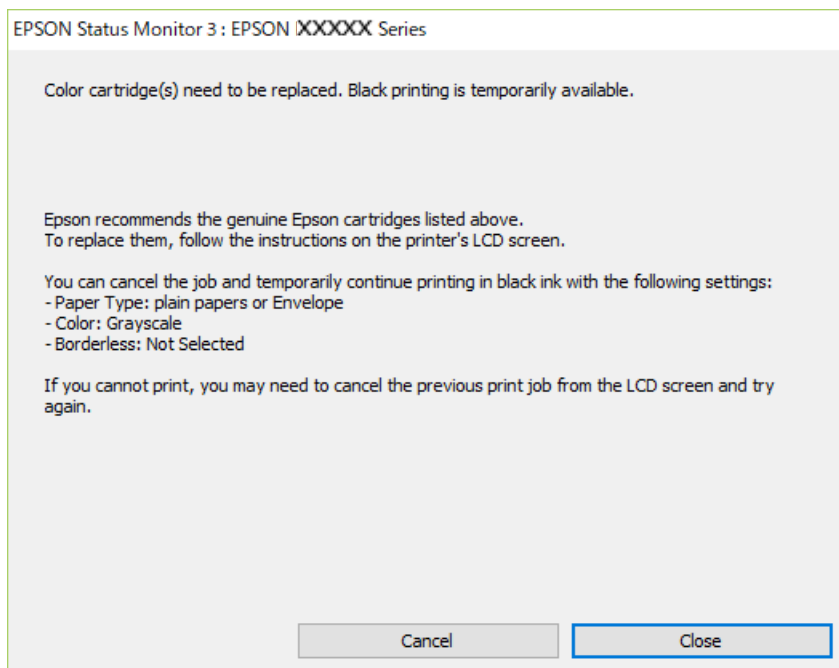 EPSON Status Monitor 3 : EPSON XXXXX Series
Color cartridge(s) need to be replaced. Black printing is temporarily available.
Epson recommends the genuine Epson cartridges listed above.
To replace them, follow the instructions on the printer's LCD screen.
You can cancel the job and temporarily continue printing in black ink with the following settings:
- Paper Type: plain papers or Envelope
- Color: Grayscale
- Borderless: Not Selected
If you cannot print, you may need to cancel the previous print job from the LCD screen and try
again.
Cancel
Close